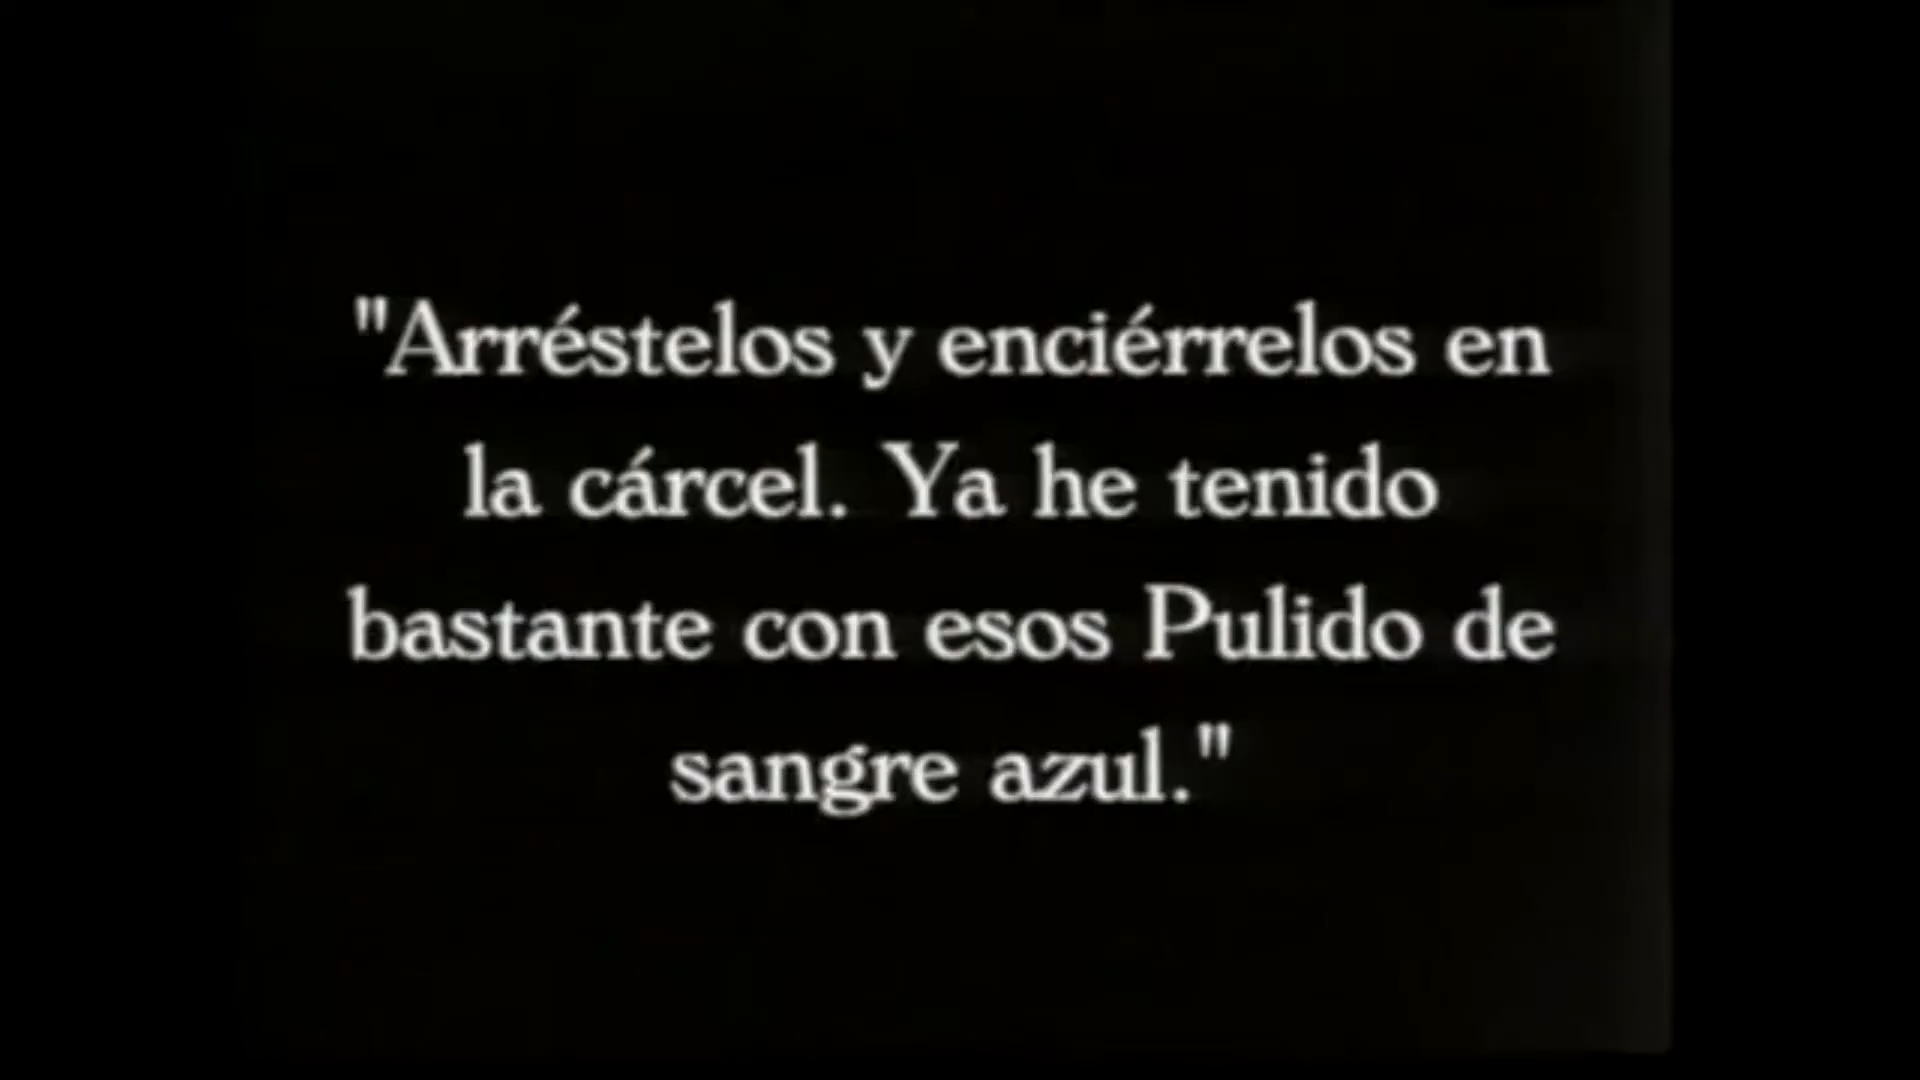 "Arréstelos y enciérrelos en
la cárcel. Ya he tenido
bastante con esos Pulido de
sangre azul."